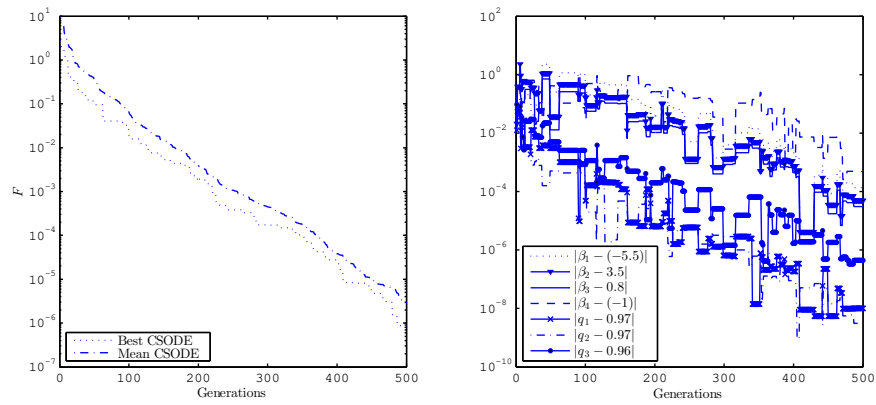 10^1
10^0
10^-1
10^-2
10^-3
10^-4
10^-5
10^-6
10^-7
F
0
100
200
300
400
500
Generations
Best CSODE
Mean CSODE
10^2
10^0
10^-2
10^-4
10^-6
10^-8
10^-10
0
100
200
300
400
500
Generations
|β1 − (−5.5)|
|β2 − 3.5|
|β3 − 0.8|
|β4 − (−1)|
|q1 − 0.97|
|q2 − 0.97|
|q3 − 0.96|